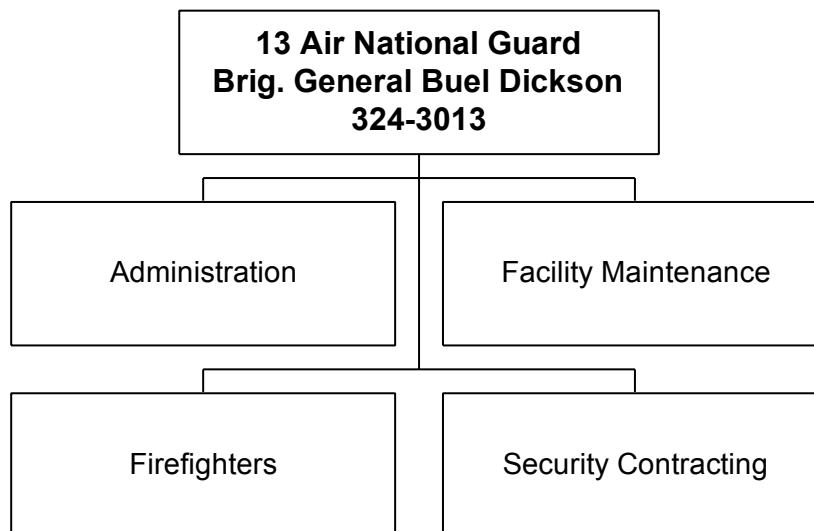 13 Air National Guard
Brig. General Buel Dickson
324-3013
Administration
Facility Maintenance
Firefighters
Security Contracting